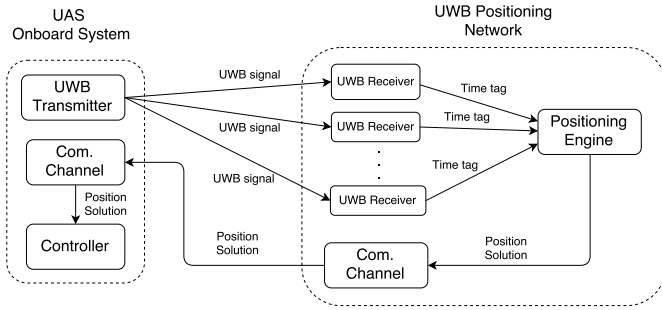 UAS
Onboard System
UWB Positioning
Network
UWB
Transmitter
UWB signal
UWB signal
UWB signal
UWB Receiver
UWB Receiver
UWB Receiver
Time tag
Time tag
Time tag
Positioning
Engine
Com.
Channel
Position
Solution
Controller
Position
Solution
Com.
Channel
Position
Solution